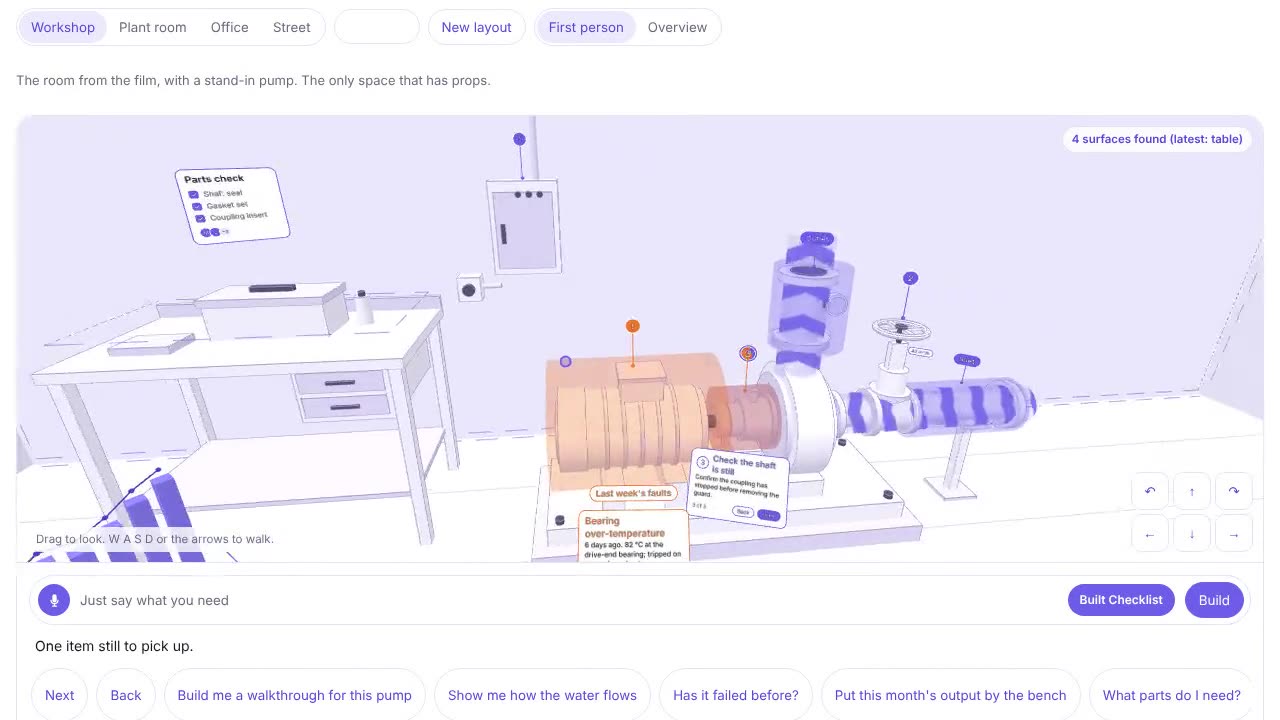 Workshop Plant room Office Street New layout First person Overview
The room from the film, with a stand-in pump. The only space that has props.
4 surfaces found (latest: table)
Parts check
Shaft seal
Gasket set
Coupling insert
Last week's faults
Bearing
over-temperature
6 days ago. 82 °C at the
drive-end bearing; tripped on
3 Check the shaft
is still
Confirm the coupling has
stopped before removing the
guard.
Back
Drag to look. W A S D or the arrows to walk.
Just say what you need Built Checklist Build
One item still to pick up.
Next Back Build me a walkthrough for this pump Show me how the water flows Has it failed before? Put this month's output by the bench What parts do I need?